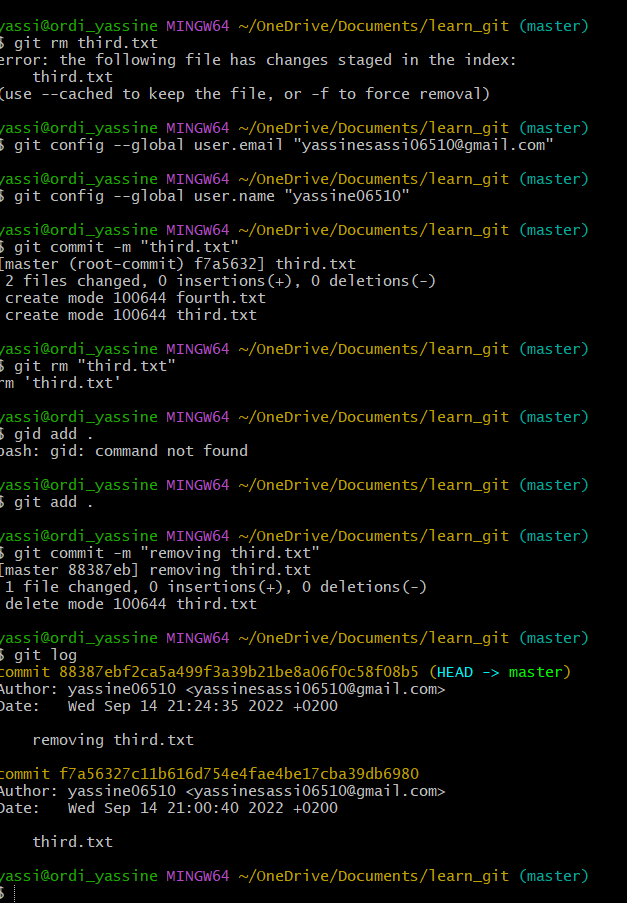 yassi@ordi_yassine MINGW64 ~/OneDrive/Documents/learn_git (master)
$ git rm third.txt
error: the following file has changes staged in the index:
    third.txt
(use --cached to keep the file, or -f to force removal)
yassi@ordi_yassine MINGW64 ~/OneDrive/Documents/learn_git (master)
$ git config --global user.email "yassinesassi06510@gmail.com"
yassi@ordi_yassine MINGW64 ~/OneDrive/Documents/learn_git (master)
$ git config --global user.name "yassine06510"
yassi@ordi_yassine MINGW64 ~/OneDrive/Documents/learn_git (master)
$ git commit -m "third.txt"
[master (root-commit) f7a5632] third.txt
 2 files changed, 0 insertions(+), 0 deletions(-)
 create mode 100644 fourth.txt
 create mode 100644 third.txt
yassi@ordi_yassine MINGW64 ~/OneDrive/Documents/learn_git (master)
$ git rm "third.txt"
rm 'third.txt'
yassi@ordi_yassine MINGW64 ~/OneDrive/Documents/learn_git (master)
$ gid add .
bash: gid: command not found
yassi@ordi_yassine MINGW64 ~/OneDrive/Documents/learn_git (master)
$ git add .
yassi@ordi_yassine MINGW64 ~/OneDrive/Documents/learn_git (master)
$ git commit -m "removing third.txt"
[master 88387eb] removing third.txt
 1 file changed, 0 insertions(+), 0 deletions(-)
 delete mode 100644 third.txt
yassi@ordi_yassine MINGW64 ~/OneDrive/Documents/learn_git (master)
$ git log
commit 88387ebf2ca5a499f3a39b21be8a06f0c58f08b5 (HEAD -> master)
Author: yassine06510 <yassinesassi06510@gmail.com>
Date:   Wed Sep 14 21:24:35 2022 +0200
    removing third.txt
commit f7a56327c11b616d754e4fae4be17cba39db6980
Author: yassine06510 <yassinesassi06510@gmail.com>
Date:   Wed Sep 14 21:00:40 2022 +0200
    third.txt
yassi@ordi_yassine MINGW64 ~/OneDrive/Documents/learn_git (master)
$